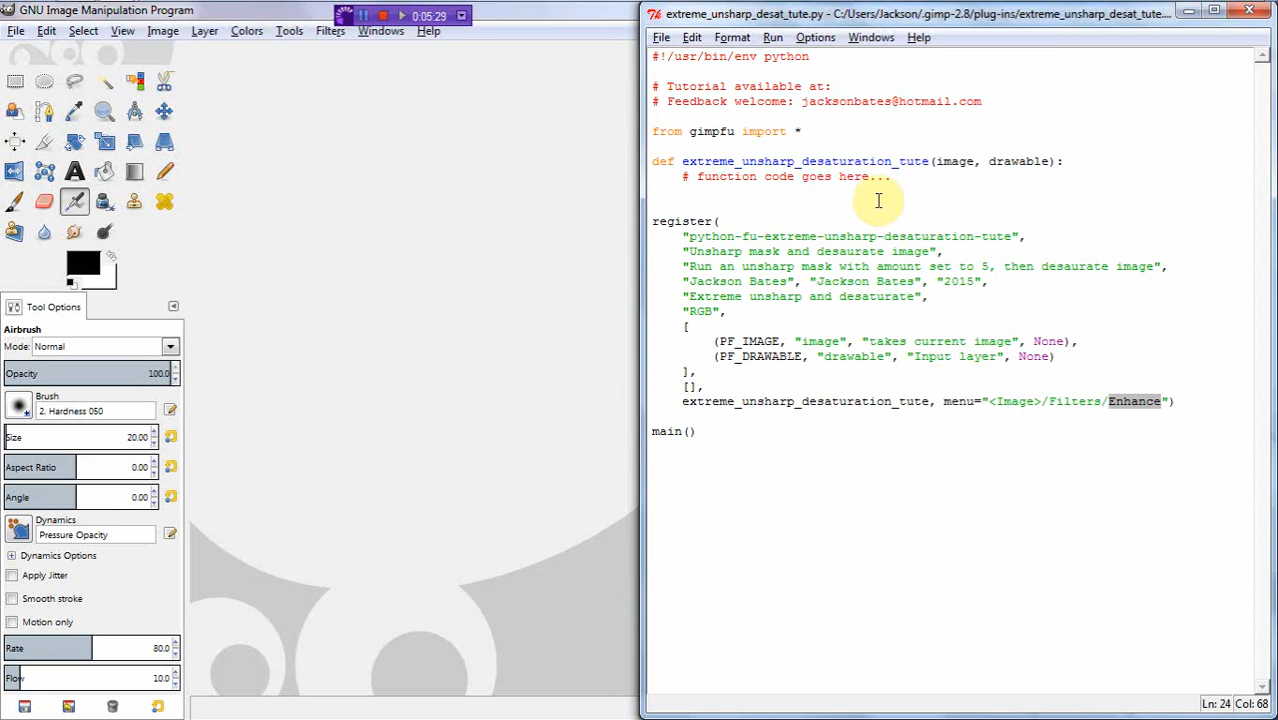 GNU Image Manipulation Program
0:05:29
File Edit Select View Image Layer Colors Tools Filters Windows Help
Tool Options
Airbrush
Mode: Normal
Opacity 100.0
Brush
2. Hardness 050
Size 20.00
Aspect Ratio 0.00
Angle 0.00
Dynamics
Pressure Opacity
Dynamics Options
Apply Jitter
Smooth stroke
Motion only
Rate 80.0
Flow 10.0
extreme_unsharp_desat_tute.py - C:/Users/Jackson/.gimp-2.8/plug-ins/extreme_unsharp_desat_tute....
File Edit Format Run Options Windows Help
#!/usr/bin/env python
# Tutorial available at:
# Feedback welcome: jacksonbates@hotmail.com
from gimpfu import *
def extreme_unsharp_desaturation_tute(image, drawable):
# function code goes here...
register(
"python-fu-extreme-unsharp-desaturation-tute",
"Unsharp mask and desaurate image",
"Run an unsharp mask with amount set to 5, then desaurate image",
"Jackson Bates", "Jackson Bates", "2015",
"Extreme unsharp and desaturate",
"RGB",
[
(PF_IMAGE, "image", "takes current image", None),
(PF_DRAWABLE, "drawable", "Input layer", None)
],
[],
extreme_unsharp_desaturation_tute, menu="<Image>/Filters/Enhance")
main()
Ln: 24 Col: 68